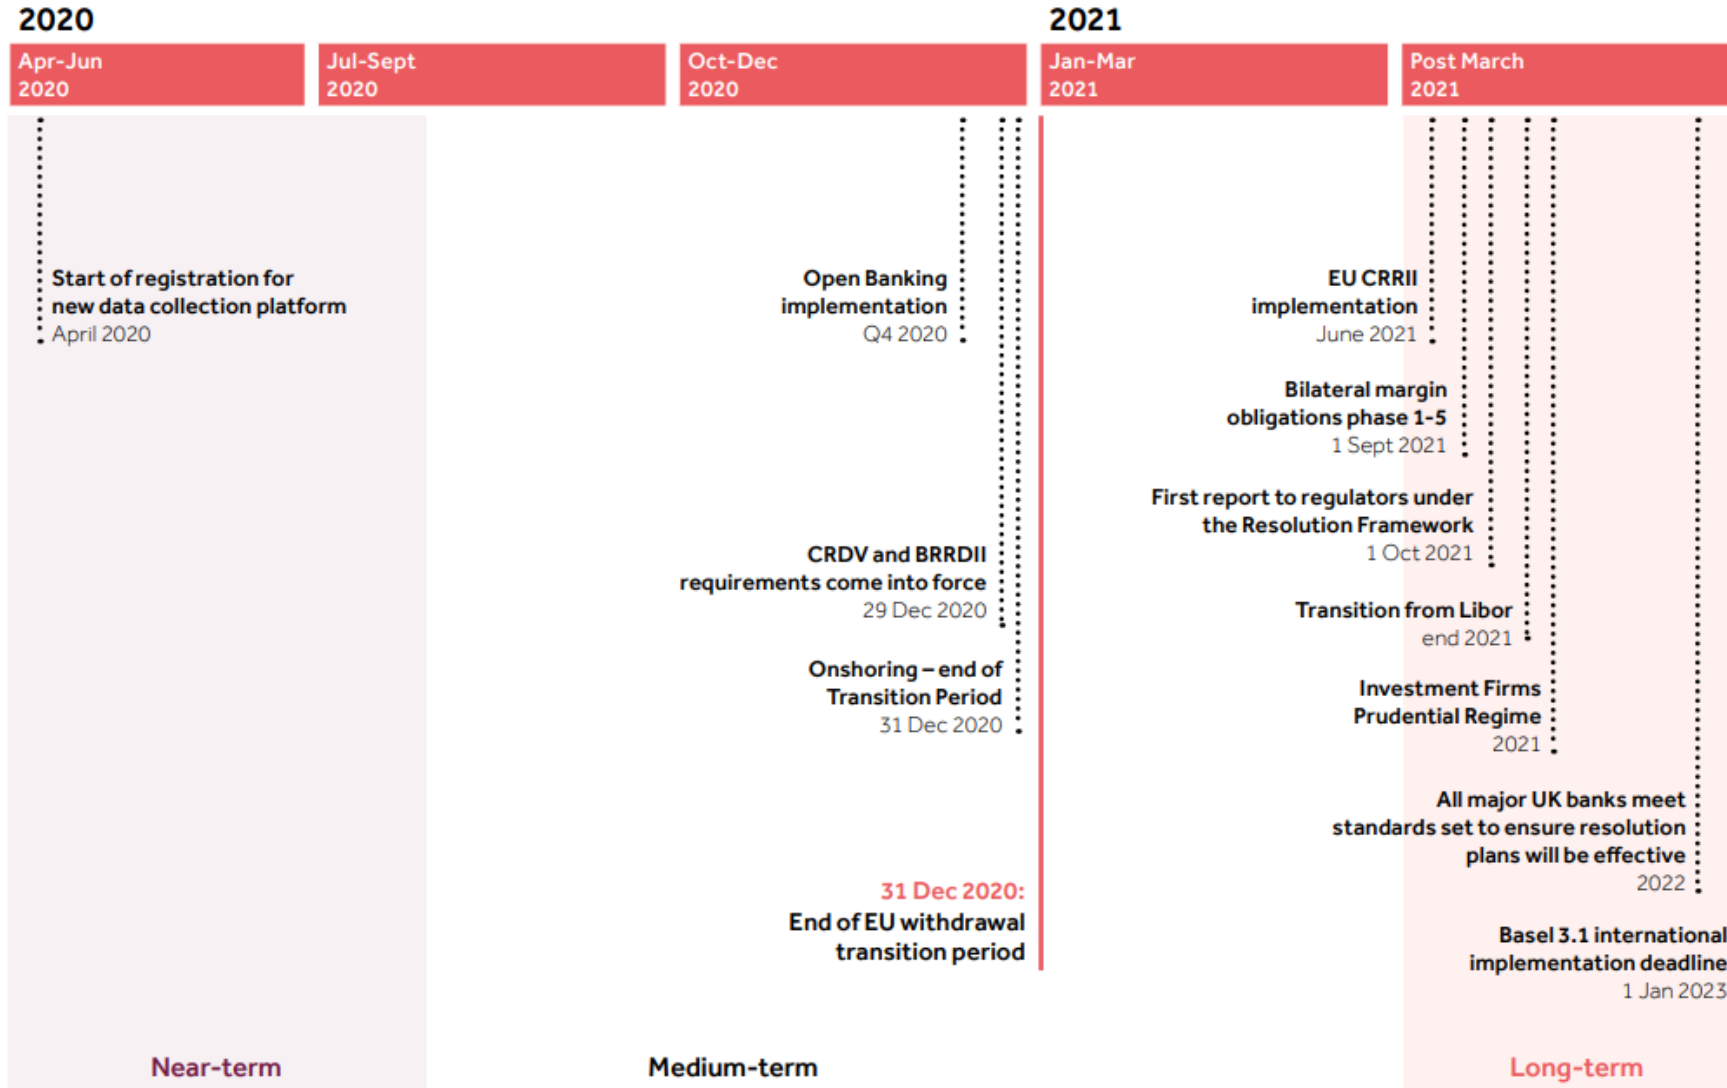 2020
2021
Apr-Jun
2020
Jul-Sept
2020
Oct-Dec
2020
Jan-Mar
2021
Post March
2021
Start of registration for
new data collection platform
April 2020
Open Banking
implementation
Q4 2020
CRDV and BRRDII
requirements come into force
29 Dec 2020
Onshoring – end of
Transition Period
31 Dec 2020
31 Dec 2020:
End of EU withdrawal
transition period
EU CRRII
implementation
June 2021
Bilateral margin
obligations phase 1-5
1 Sept 2021
First report to regulators under
the Resolution Framework
1 Oct 2021
Transition from Libor
end 2021
Investment Firms
Prudential Regime
2021
All major UK banks meet
standards set to ensure resolution
plans will be effective
2022
Basel 3.1 international
implementation deadline
1 Jan 2023
Near-term
Medium-term
Long-term